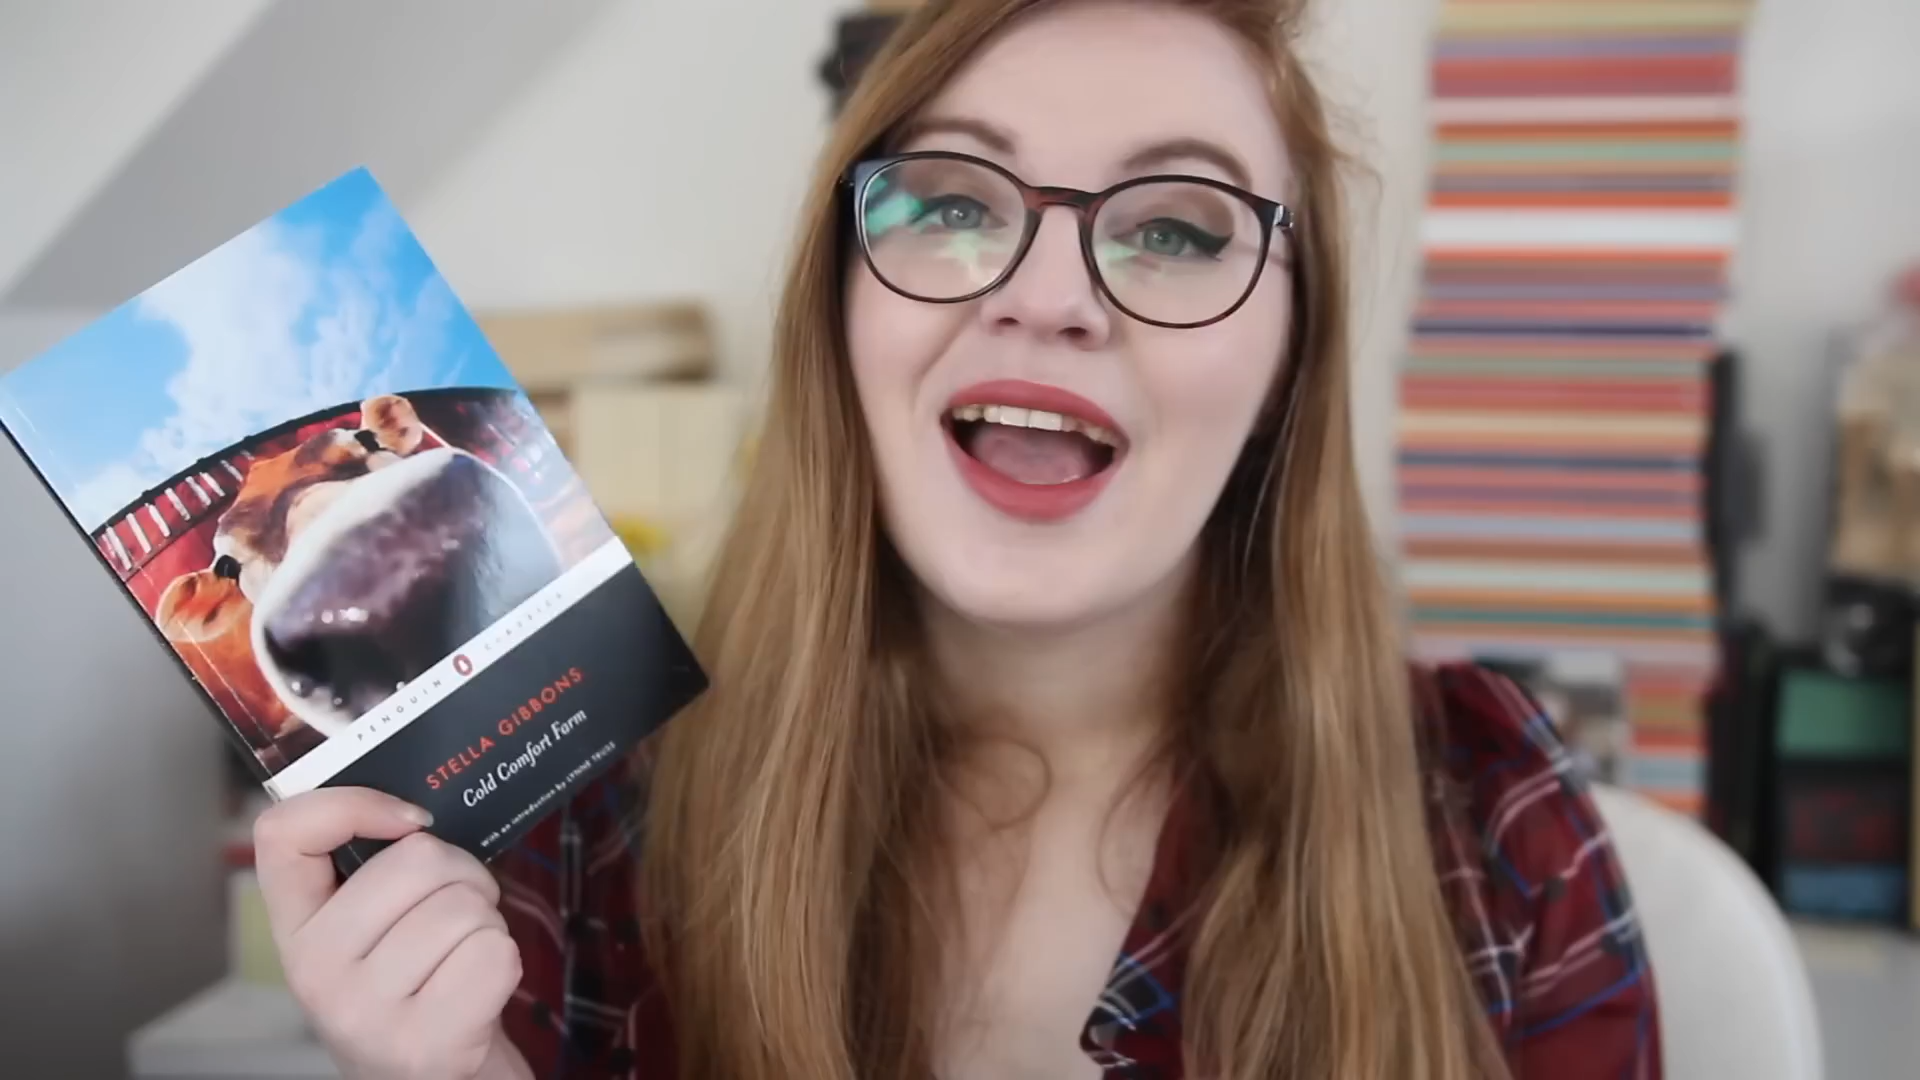 PENGUIN CLASSICS
STELLA GIBBONS
Cold Comfort Farm
With an introduction by LYNNE TRUSS